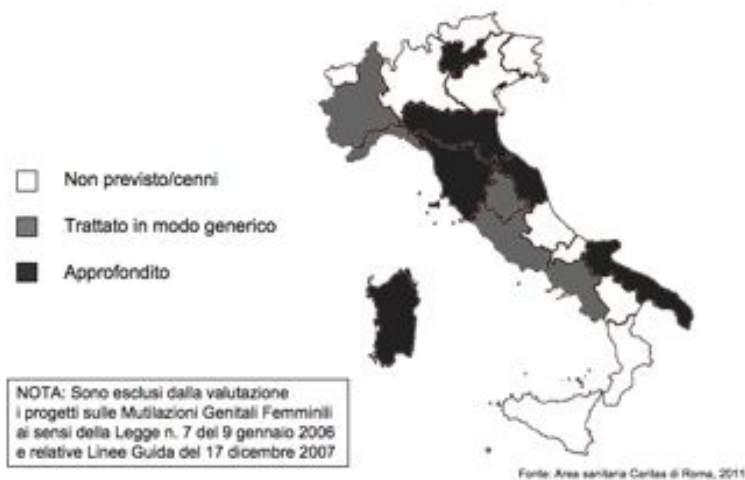 Non previsto/cenni
Trattato in modo generico
Approfondito
NOTA: Sono esclusi dalla valutazione
i progetti sulle Mutilazioni Genitali Femminili
ai sensi della Legge n. 7 del 9 gennaio 2006
e relative Linee Guida del 17 dicembre 2007
Fonte: Area sanitaria Caritas di Roma, 2011